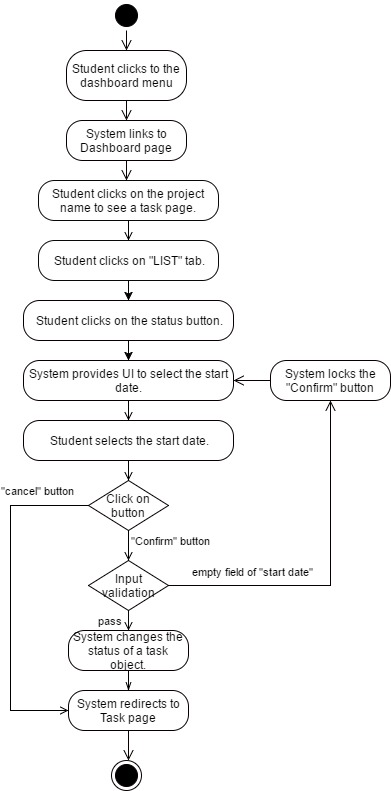 Student clicks to the
dashboard menu
System links to
Dashboard page
Student clicks on the project
name to see a task page.
Student clicks on "LIST" tab.
Student clicks on the status button.
System provides UI to select the start
date.
System locks the
"Confirm" button
Student selects the start date.
"cancel" button
Click on
button
"Confirm" button
Input
validation
empty field of "start date"
pass
System changes the
status of a task
object.
System redirects to
Task page